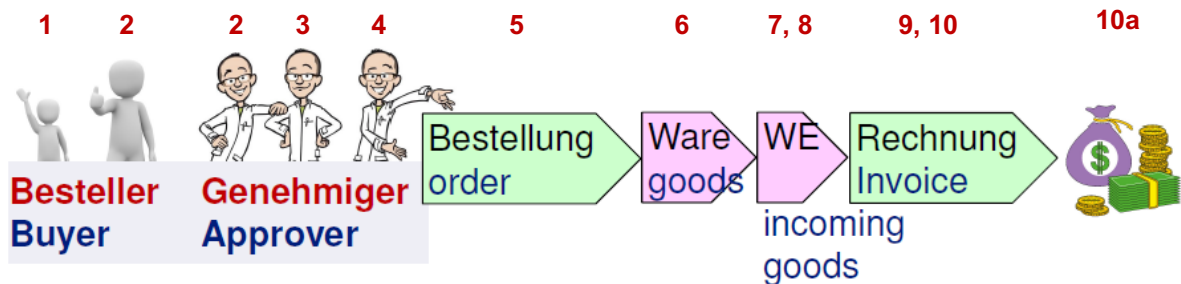 1 2 2 3 4 5 6 7, 8 9, 10 10a
Bestellung Ware WE Rechnung
order goods Invoice
Besteller Genehmiger
Buyer Approver
incoming
goods
$